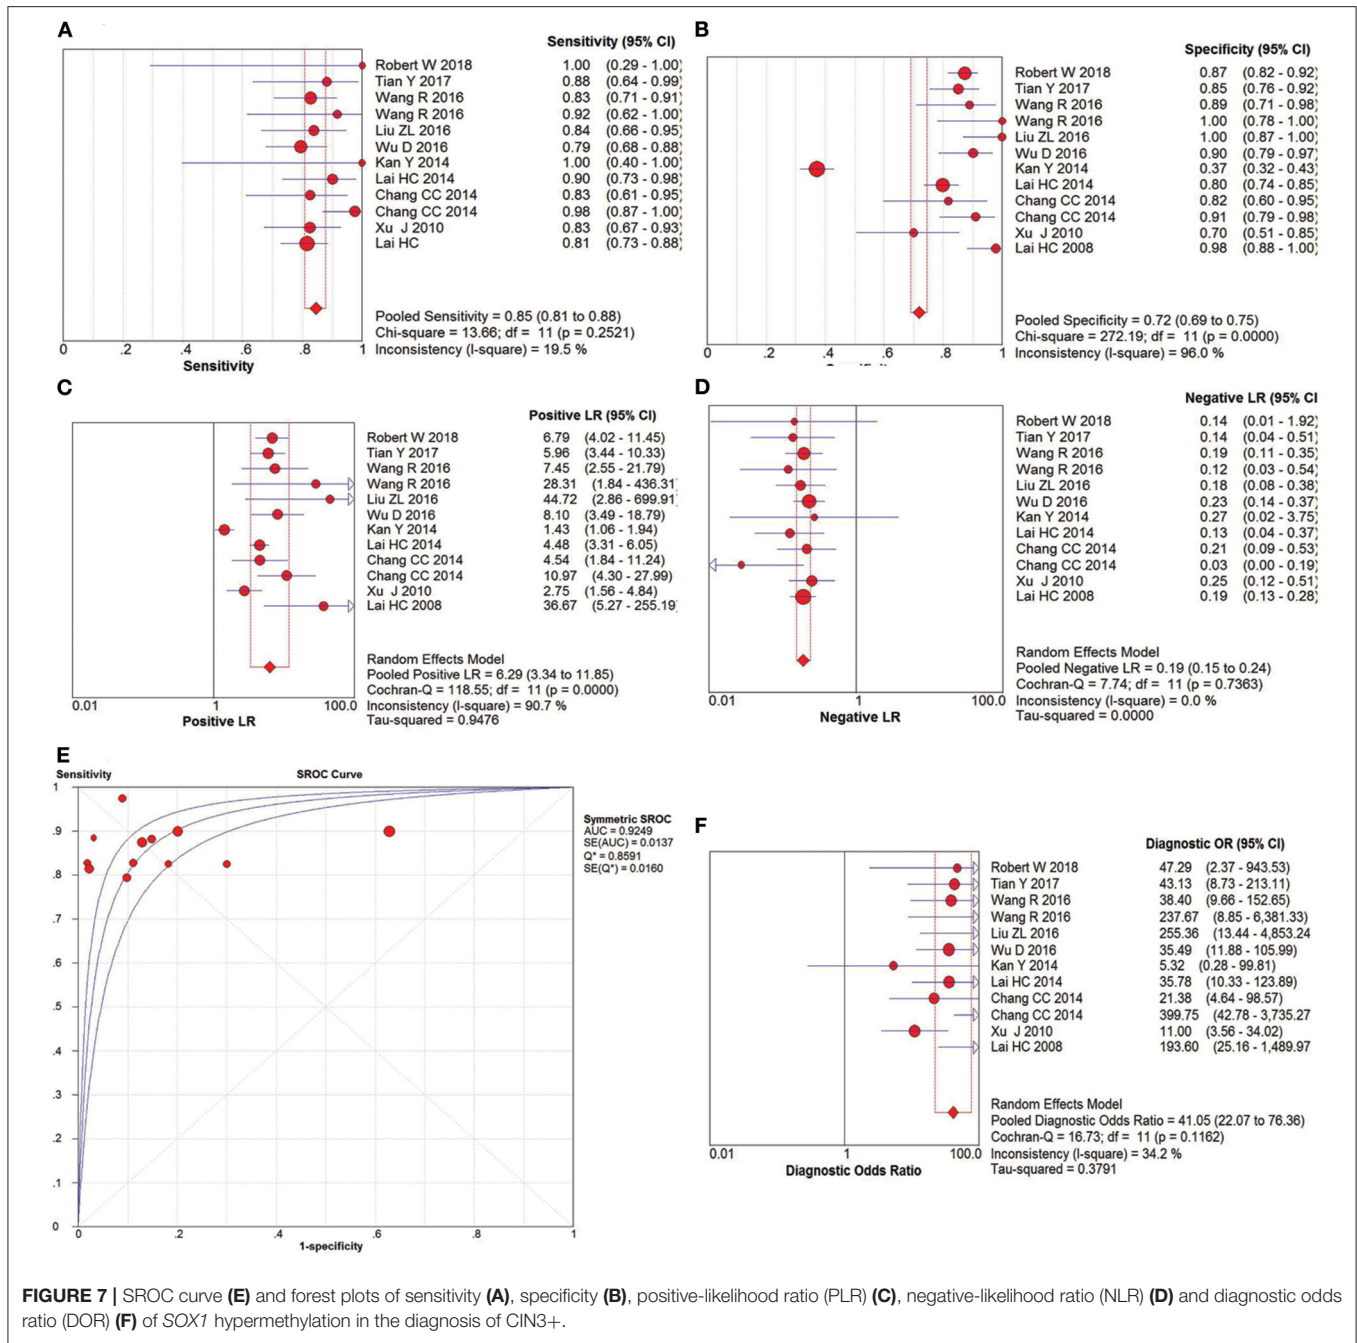 A
Sensitivity (95% CI)
Robert W 2018 1.00 (0.29 - 1.00)
Tian Y 2017 0.88 (0.64 - 0.99)
Wang R 2016 0.83 (0.71 - 0.91)
Wang R 2016 0.92 (0.62 - 1.00)
Liu ZL 2016 0.84 (0.66 - 0.95)
Wu D 2016 0.79 (0.68 - 0.88)
Kan Y 2014 1.00 (0.40 - 1.00)
Lai HC 2014 0.90 (0.73 - 0.98)
Chang CC 2014 0.83 (0.61 - 0.95)
Chang CC 2014 0.98 (0.87 - 1.00)
Xu J 2010 0.83 (0.67 - 0.93)
Lai HC 0.81 (0.73 - 0.88)
Pooled Sensitivity = 0.85 (0.81 to 0.88)
Chi-square = 13.66; df = 11 (p = 0.2521)
Inconsistency (I-square) = 19.5 %
0 .2 .4 .6 .8 1
Sensitivity
B
Specificity (95% CI)
Robert W 2018 0.87 (0.82 - 0.92)
Tian Y 2017 0.85 (0.76 - 0.92)
Wang R 2016 0.89 (0.71 - 0.98)
Wang R 2016 1.00 (0.78 - 1.00)
Liu ZL 2016 1.00 (0.87 - 1.00)
Wu D 2016 0.90 (0.79 - 0.97)
Kan Y 2014 0.37 (0.32 - 0.43)
Lai HC 2014 0.80 (0.74 - 0.85)
Chang CC 2014 0.82 (0.60 - 0.95)
Chang CC 2014 0.91 (0.79 - 0.98)
Xu J 2010 0.70 (0.51 - 0.85)
Lai HC 2008 0.98 (0.88 - 1.00)
Pooled Specificity = 0.72 (0.69 to 0.75)
Chi-square = 272.19; df = 11 (p = 0.0000)
Inconsistency (I-square) = 96.0 %
0 .2 .4 .6 .8 1
C
Positive LR (95% CI)
Robert W 2018 6.79 (4.02 - 11.45)
Tian Y 2017 5.96 (3.44 - 10.33)
Wang R 2016 7.45 (2.55 - 21.79)
Wang R 2016 28.31 (1.84 - 436.31)
Liu ZL 2016 44.72 (2.86 - 699.91)
Wu D 2016 8.10 (3.49 - 18.79)
Kan Y 2014 1.43 (1.06 - 1.94)
Lai HC 2014 4.48 (3.31 - 6.05)
Chang CC 2014 4.54 (1.84 - 11.24)
Chang CC 2014 10.97 (4.30 - 27.99)
Xu J 2010 2.75 (1.56 - 4.84)
Lai HC 2008 36.67 (5.27 - 255.19)
Random Effects Model
Pooled Positive LR = 6.29 (3.34 to 11.85)
Cochran-Q = 118.55; df = 11 (p = 0.0000)
Inconsistency (I-square) = 90.7 %
Tau-squared = 0.9476
0.01 1 100.0
Positive LR
D
Negative LR (95% CI
Robert W 2018 0.14 (0.01 - 1.92)
Tian Y 2017 0.14 (0.04 - 0.51)
Wang R 2016 0.19 (0.11 - 0.35)
Wang R 2016 0.12 (0.03 - 0.54)
Liu ZL 2016 0.18 (0.08 - 0.38)
Wu D 2016 0.23 (0.14 - 0.37)
Kan Y 2014 0.27 (0.02 - 3.75)
Lai HC 2014 0.13 (0.04 - 0.37)
Chang CC 2014 0.21 (0.09 - 0.53)
Chang CC 2014 0.03 (0.00 - 0.19)
Xu J 2010 0.25 (0.12 - 0.51)
Lai HC 2008 0.19 (0.13 - 0.28)
Random Effects Model
Pooled Negative LR = 0.19 (0.15 to 0.24)
Cochran-Q = 7.74; df = 11 (p = 0.7363)
Inconsistency (I-square) = 0.0 %
Tau-squared = 0.0000
0.01 1 100.0
Negative LR
E
Sensitivity SROC Curve
1
.9
.8
.7
.6
.5
.4
.3
.2
.1
0
0 .2 .4 .6 .8 1
1-specificity
Symmetric SROC
AUC = 0.9249
SE(AUC) = 0.0137
Q* = 0.8591
SE(Q*) = 0.0160
F
Diagnostic OR (95% CI)
Robert W 2018 47.29 (2.37 - 943.53)
Tian Y 2017 43.13 (8.73 - 213.11)
Wang R 2016 38.40 (9.66 - 152.65)
Wang R 2016 237.67 (8.85 - 6,381.33)
Liu ZL 2016 255.36 (13.44 - 4,853.24
Wu D 2016 35.49 (11.88 - 105.99)
Kan Y 2014 5.32 (0.28 - 99.81)
Lai HC 2014 35.78 (10.33 - 123.89)
Chang CC 2014 21.38 (4.64 - 98.57)
Chang CC 2014 399.75 (42.78 - 3,735.27
Xu J 2010 11.00 (3.56 - 34.02)
Lai HC 2008 193.60 (25.16 - 1,489.97
Random Effects Model
Pooled Diagnostic Odds Ratio = 41.05 (22.07 to 76.36)
Cochran-Q = 16.73; df = 11 (p = 0.1162)
Inconsistency (I-square) = 34.2 %
Tau-squared = 0.3791
0.01 1 100.0
Diagnostic Odds Ratio
FIGURE 7 | SROC curve (E) and forest plots of sensitivity (A), specificity (B), positive-likelihood ratio (PLR) (C), negative-likelihood ratio (NLR) (D) and diagnostic odds
ratio (DOR) (F) of SOX1 hypermethylation in the diagnosis of CIN3+.